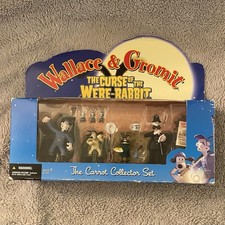 Wallace & Gromit
THE CURSE OF THE
WERE-RABBIT
The Carrot Collector Set